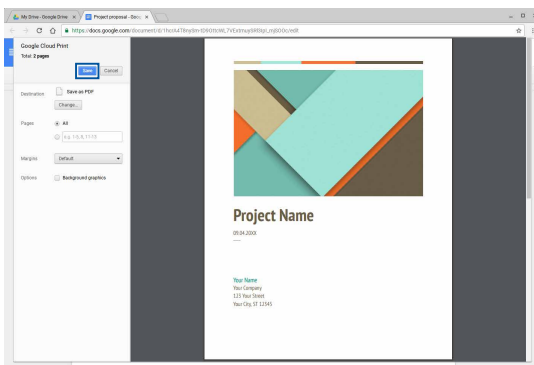 My Drive - Google Drive
Project proposal - Goog
https://docs.google.com
Google Cloud Print
Total: 2 pages
Save
Cancel
Destination
Save as PDF
Change...
Pages
All
e.g. 1-5, 8, 11-13
Margins
Default
Options
Background graphics
Project Name
09.04.20XX
Your Name
Your Company
123 Your Street
Your City, ST 12345